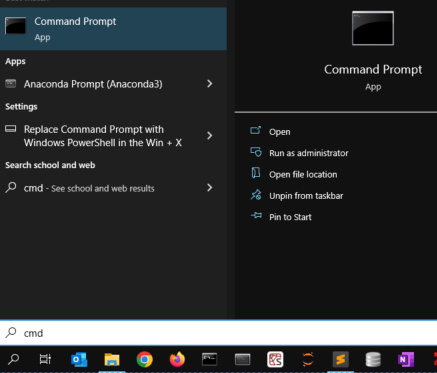 Command Prompt
App
Apps
Anaconda Prompt (Anaconda3)
Settings
Replace Command Prompt with
Windows PowerShell in the Win + X
Search school and web
cmd - See school and web results
Command Prompt
App
Open
Run as administrator
Open file location
Unpin from taskbar
Pin to Start
cmd